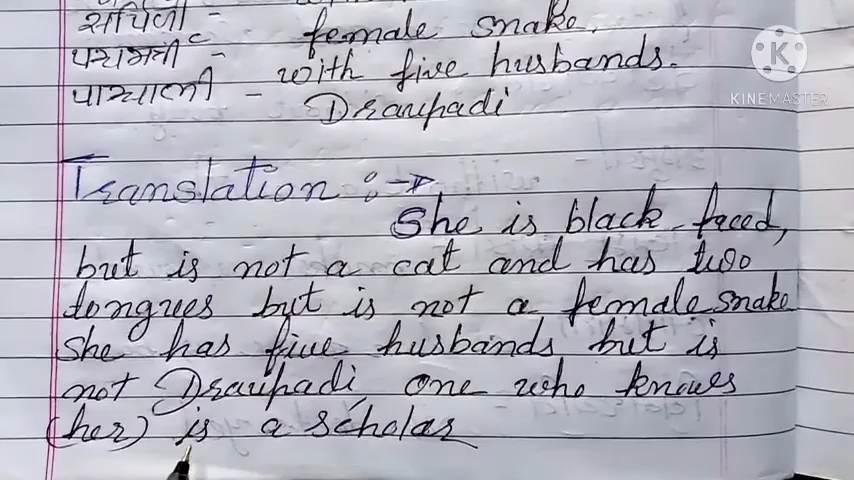 सर्पिणी - female snake.
पञ्चभर्त्री - with five husbands.
पाञ्चाली - Draupadi
KINEMASTER
Translation :->
She is black faced,
but is not a cat and has two
tongues but is not a female snake
She has five husbands but is
not Draupadi, one who knows
(her) is a scholar